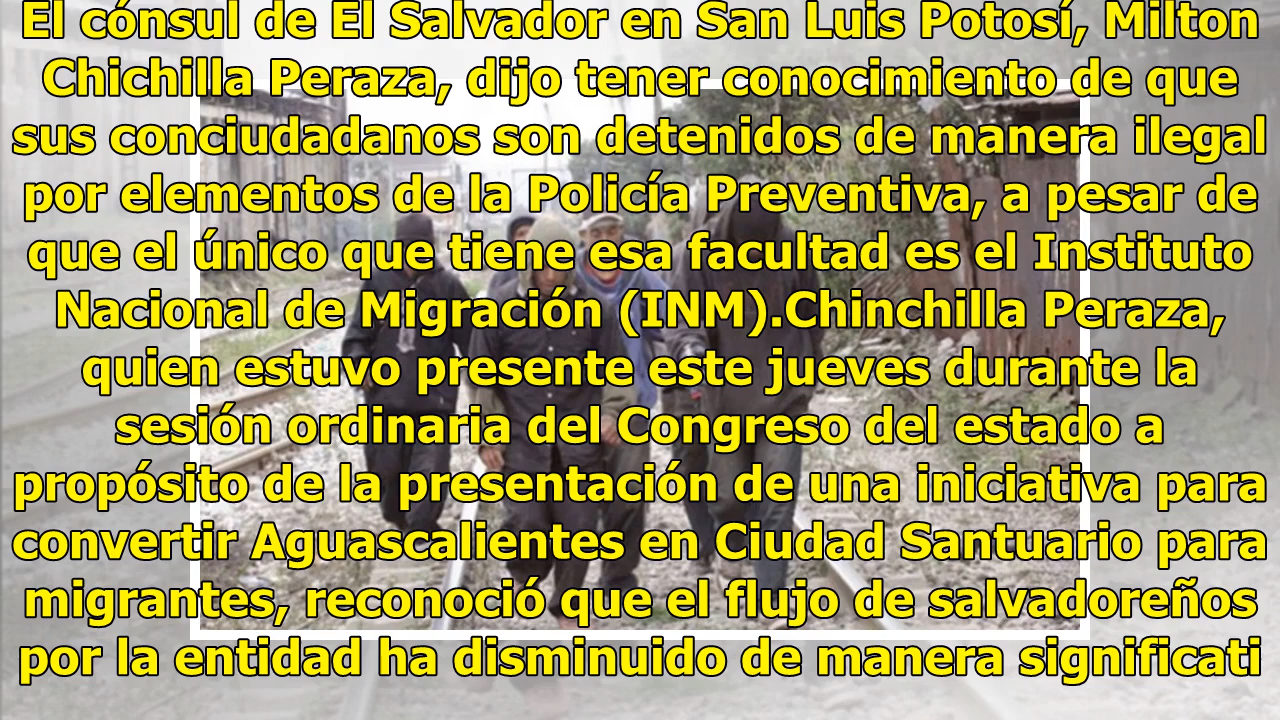 El cónsul de El Salvador en San Luis Potosí, Milton
Chichilla Peraza, dijo tener conocimiento de que
sus conciudadanos son detenidos de manera ilegal
por elementos de la Policía Preventiva, a pesar de
que el único que tiene esa facultad es el Instituto
Nacional de Migración (INM).Chinchilla Peraza,
quien estuvo presente este jueves durante la
sesión ordinaria del Congreso del estado a
propósito de la presentación de una iniciativa para
convertir Aguascalientes en Ciudad Santuario para
migrantes, reconoció que el flujo de salvadoreños
por la entidad ha disminuido de manera significati